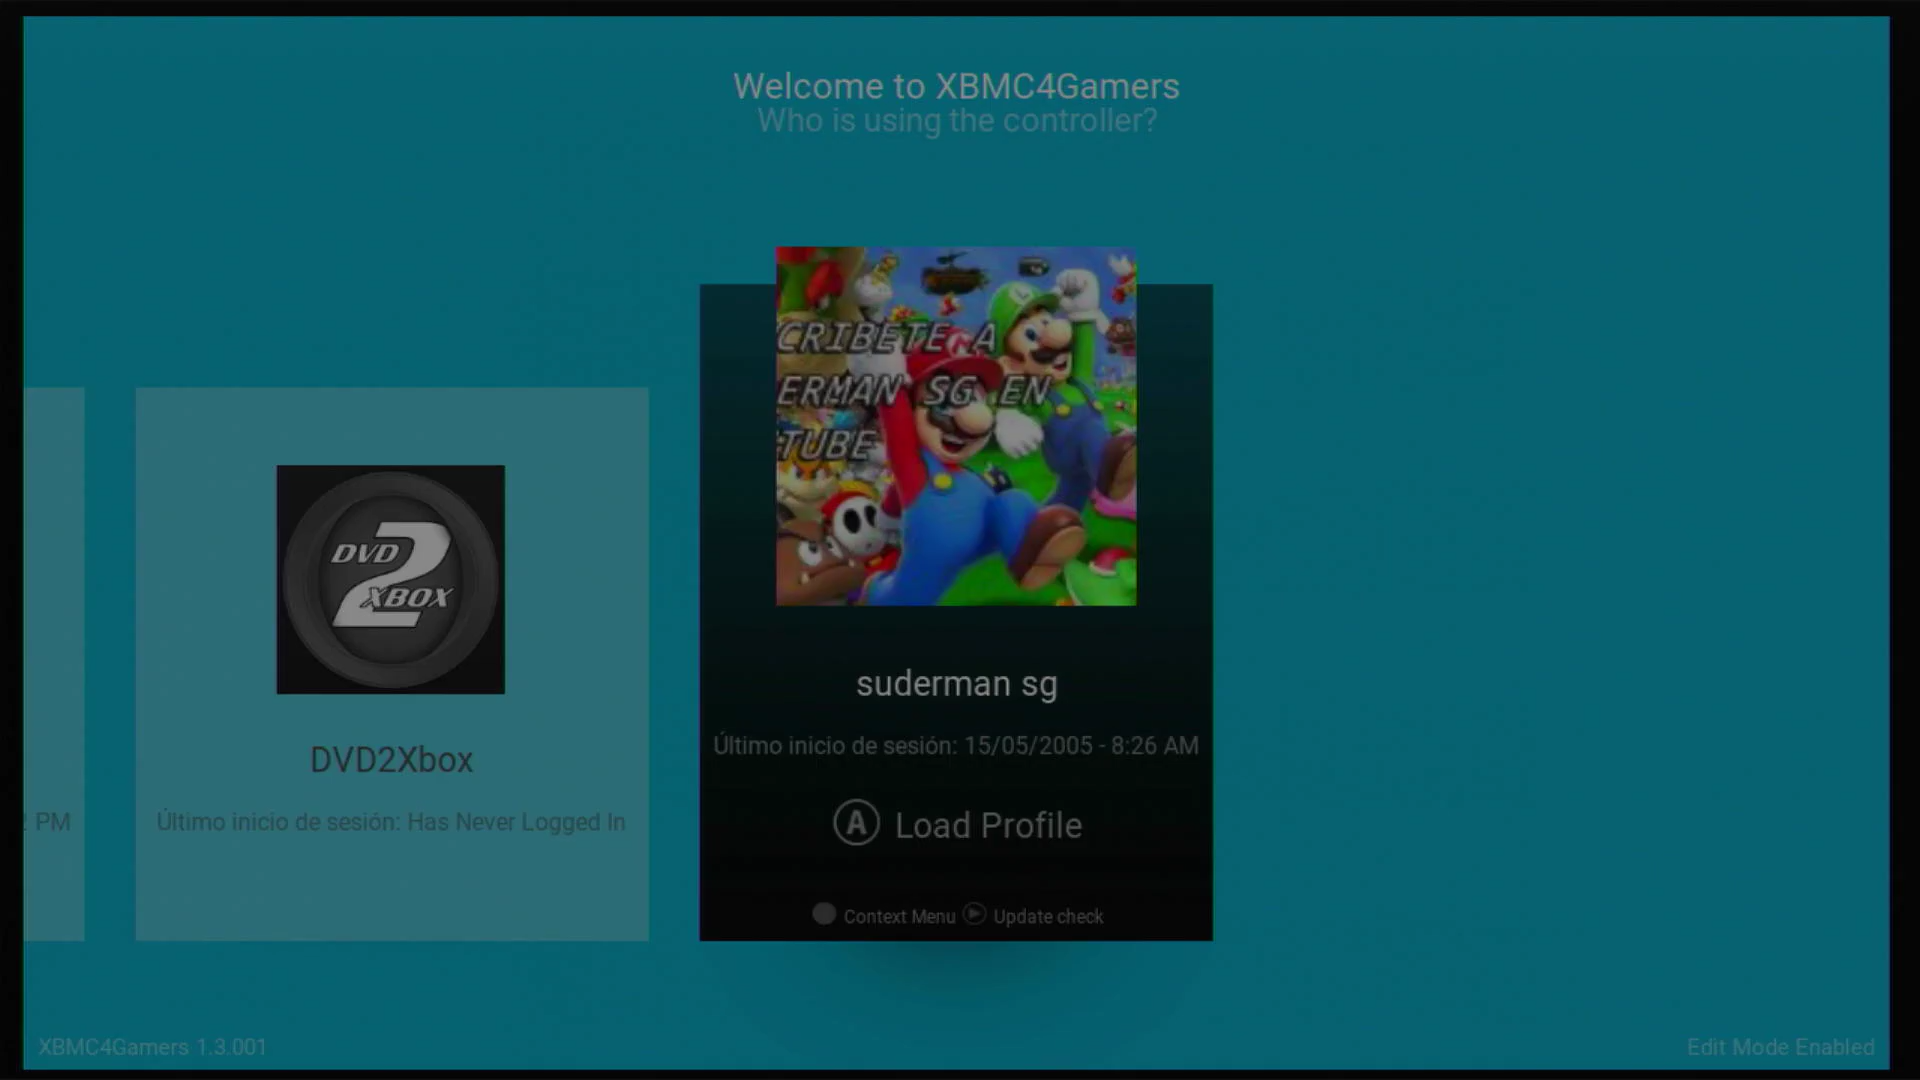 Welcome to XBMC4Gamers
Who is using the controller?
CRIBETE A
ERMAN SG EN
TUBE
L
DVD
2
XBOX
suderman sg
Último inicio de sesión: 15/05/2005 - 8:26 AM
DVD2Xbox
PM
Último inicio de sesión: Has Never Logged In
A Load Profile
Context Menu Update check
XBMC4Gamers 1.3.001
Edit Mode Enabled